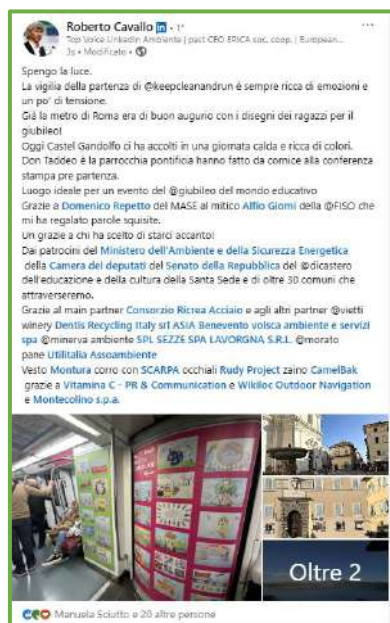 Roberto Cavallo in • 1°
Top Voice LinkedIn Ambiente | past CEO ERICA soc. coop. | European...
3s • Modificato •
Spengo la luce.
La vigilia della partenza di @keepcleanandrun è sempre ricca di emozioni e
un po' di tensione.
Già la metro di Roma era di buon augurio con i disegni dei ragazzi per il
giubileo!
Oggi Castel Gandolfo ci ha accolti in una giornata calda e ricca di colori.
Don Taddeo è la parrocchia pontificia hanno fatto da cornice alla conferenza
stampa pre partenza.
Luogo ideale per un evento del @giubileo del mondo educativo
Grazie a Domenico Repetto del MASE al mitico Alfio Giomi della @FISO che
mi ha regalato parole squisite.
Un grazie a chi ha scelto di starci accanto!
Dai patrocini del Ministero dell'Ambiente e della Sicurezza Energetica
della Camera dei deputati del Senato della Repubblica del @dicastero
dell'educazione e della cultura della Santa Sede e di oltre 30 comuni che
attraverseremo.
Grazie al main partner Consorzio Ricrea Acciaio e agli altri partner @vietti
winery Dentis Recycling Italy srl ASIA Benevento volsca ambiente e servizi
spa @minerva ambiente SPL SEZZE SPA LAVORGNA S.R.L. @morato
pane Utilitalia Assoambiente
Vesto Montura corro con SCARPA occhiali Rudy Project zaino CamelBak
grazie a Vitamina C - PR & Communication e Wikiloc Outdoor Navigation
e Montecolino s.p.a.
Oltre 2
Manuela Sciutto e 20 altre persone